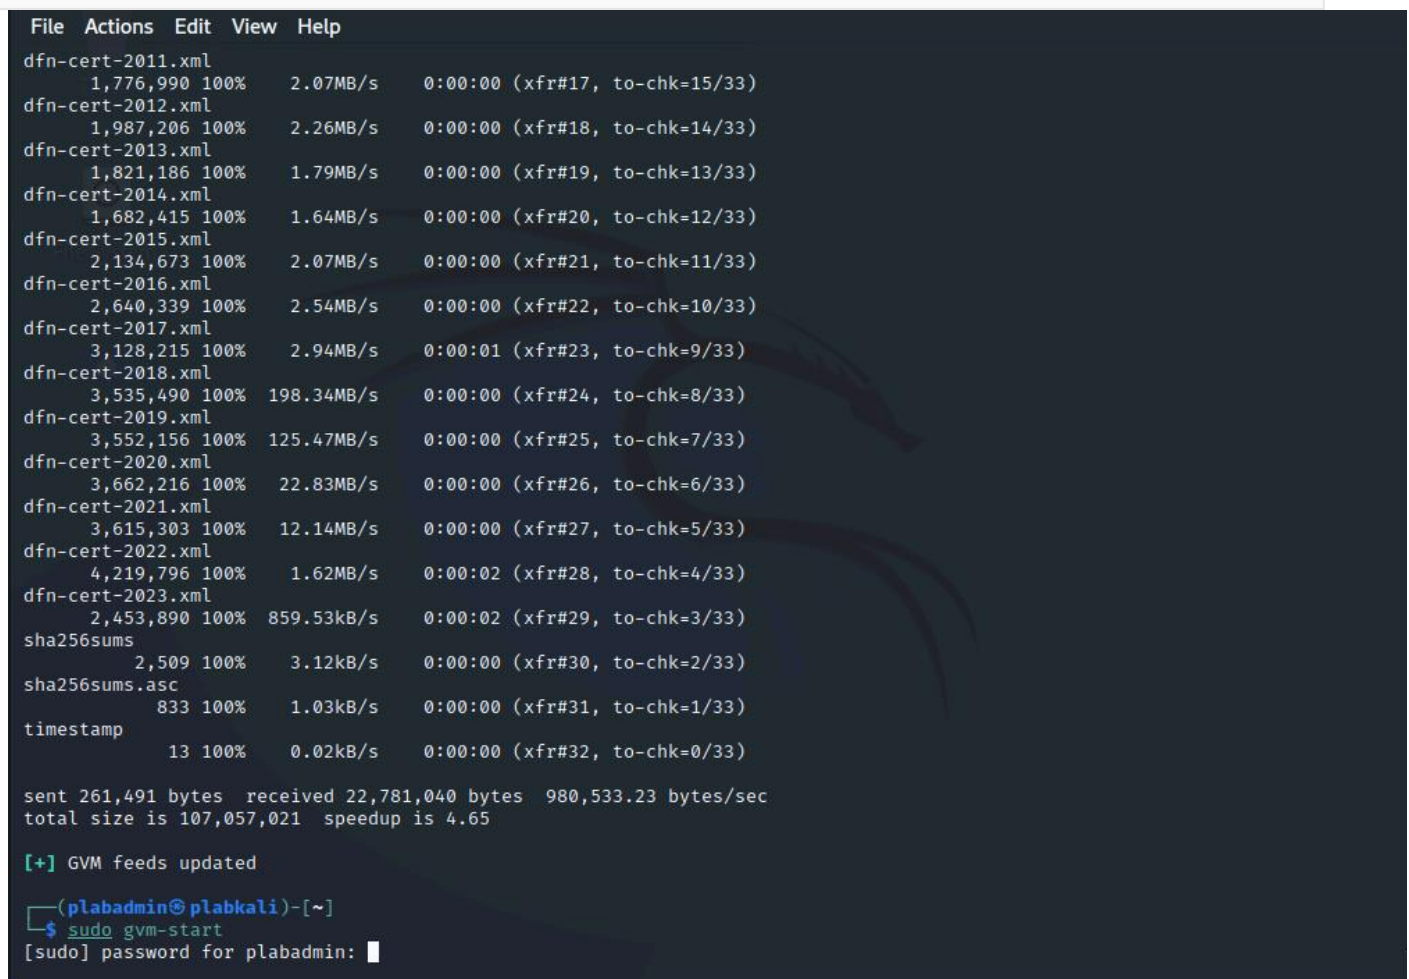 File Actions Edit View Help
dfn-cert-2011.xml
1,776,990 100% 2.07MB/s 0:00:00 (xfr#17, to-chk=15/33)
dfn-cert-2012.xml
1,987,206 100% 2.26MB/s 0:00:00 (xfr#18, to-chk=14/33)
dfn-cert-2013.xml
1,821,186 100% 1.79MB/s 0:00:00 (xfr#19, to-chk=13/33)
dfn-cert-2014.xml
1,682,415 100% 1.64MB/s 0:00:00 (xfr#20, to-chk=12/33)
dfn-cert-2015.xml
2,134,673 100% 2.07MB/s 0:00:00 (xfr#21, to-chk=11/33)
dfn-cert-2016.xml
2,640,339 100% 2.54MB/s 0:00:00 (xfr#22, to-chk=10/33)
dfn-cert-2017.xml
3,128,215 100% 2.94MB/s 0:00:01 (xfr#23, to-chk=9/33)
dfn-cert-2018.xml
3,535,490 100% 198.34MB/s 0:00:00 (xfr#24, to-chk=8/33)
dfn-cert-2019.xml
3,552,156 100% 125.47MB/s 0:00:00 (xfr#25, to-chk=7/33)
dfn-cert-2020.xml
3,662,216 100% 22.83MB/s 0:00:00 (xfr#26, to-chk=6/33)
dfn-cert-2021.xml
3,615,303 100% 12.14MB/s 0:00:00 (xfr#27, to-chk=5/33)
dfn-cert-2022.xml
4,219,796 100% 1.62MB/s 0:00:02 (xfr#28, to-chk=4/33)
dfn-cert-2023.xml
2,453,890 100% 859.53kB/s 0:00:02 (xfr#29, to-chk=3/33)
sha256sums
2,509 100% 3.12kB/s 0:00:00 (xfr#30, to-chk=2/33)
sha256sums.asc
833 100% 1.03kB/s 0:00:00 (xfr#31, to-chk=1/33)
timestamp
13 100% 0.02kB/s 0:00:00 (xfr#32, to-chk=0/33)
sent 261,491 bytes received 22,781,040 bytes 980,533.23 bytes/sec
total size is 107,057,021 speedup is 4.65
[+] GVM feeds updated
┌──(plabadmin㉿plabkali)-[~]
└─$ sudo gvm-start
[sudo] password for plabadmin: